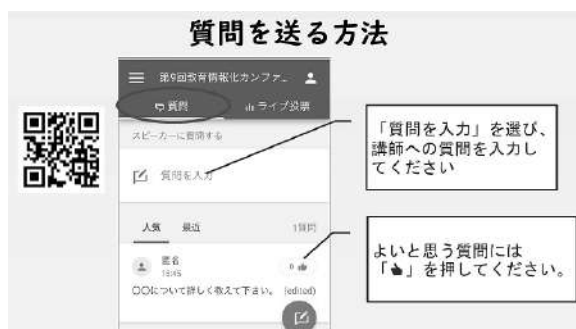 質問を送る方法
第9回教育情報化カンファ…
質問
ライブ投票
スピーカーに質問する
質問を入力
人気 最近 1質問
匿名
16:45
0
〇〇について詳しく教えて下さい。 (edited)
「質問を入力」を選び、
講師への質問を入力し
てください
よいと思う質問には
「👍」を押してください。